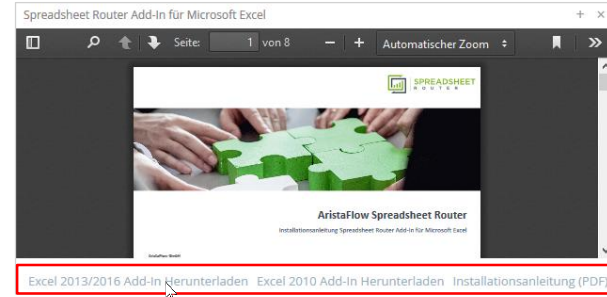 Spreadsheet Router Add-In für Microsoft Excel
Seite: 1 von 8 Automatischer Zoom
SPREADSHEET
ROUTER
AristaFlow Spreadsheet Router
Installationsanleitung Spreadsheet Router Add-In für Microsoft Excel
AristaFlow GmbH
Excel 2013/2016 Add-In Herunterladen Excel 2010 Add-In Herunterladen Installationsanleitung (PDF)